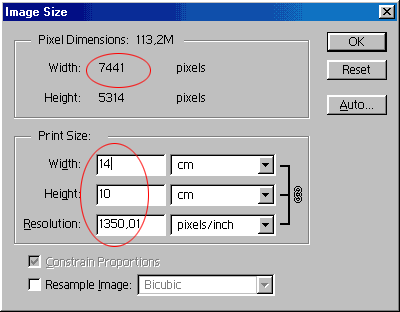 Image Size
Pixel Dimensions: 113,2M
Width: 7441 pixels
Height: 5314 pixels
OK
Reset
Auto...
Print Size:
Width: 14 cm
Height: 10 cm
Resolution: 1350,01 pixels/inch
Constrain Proportions
Resample Image: Bicubic